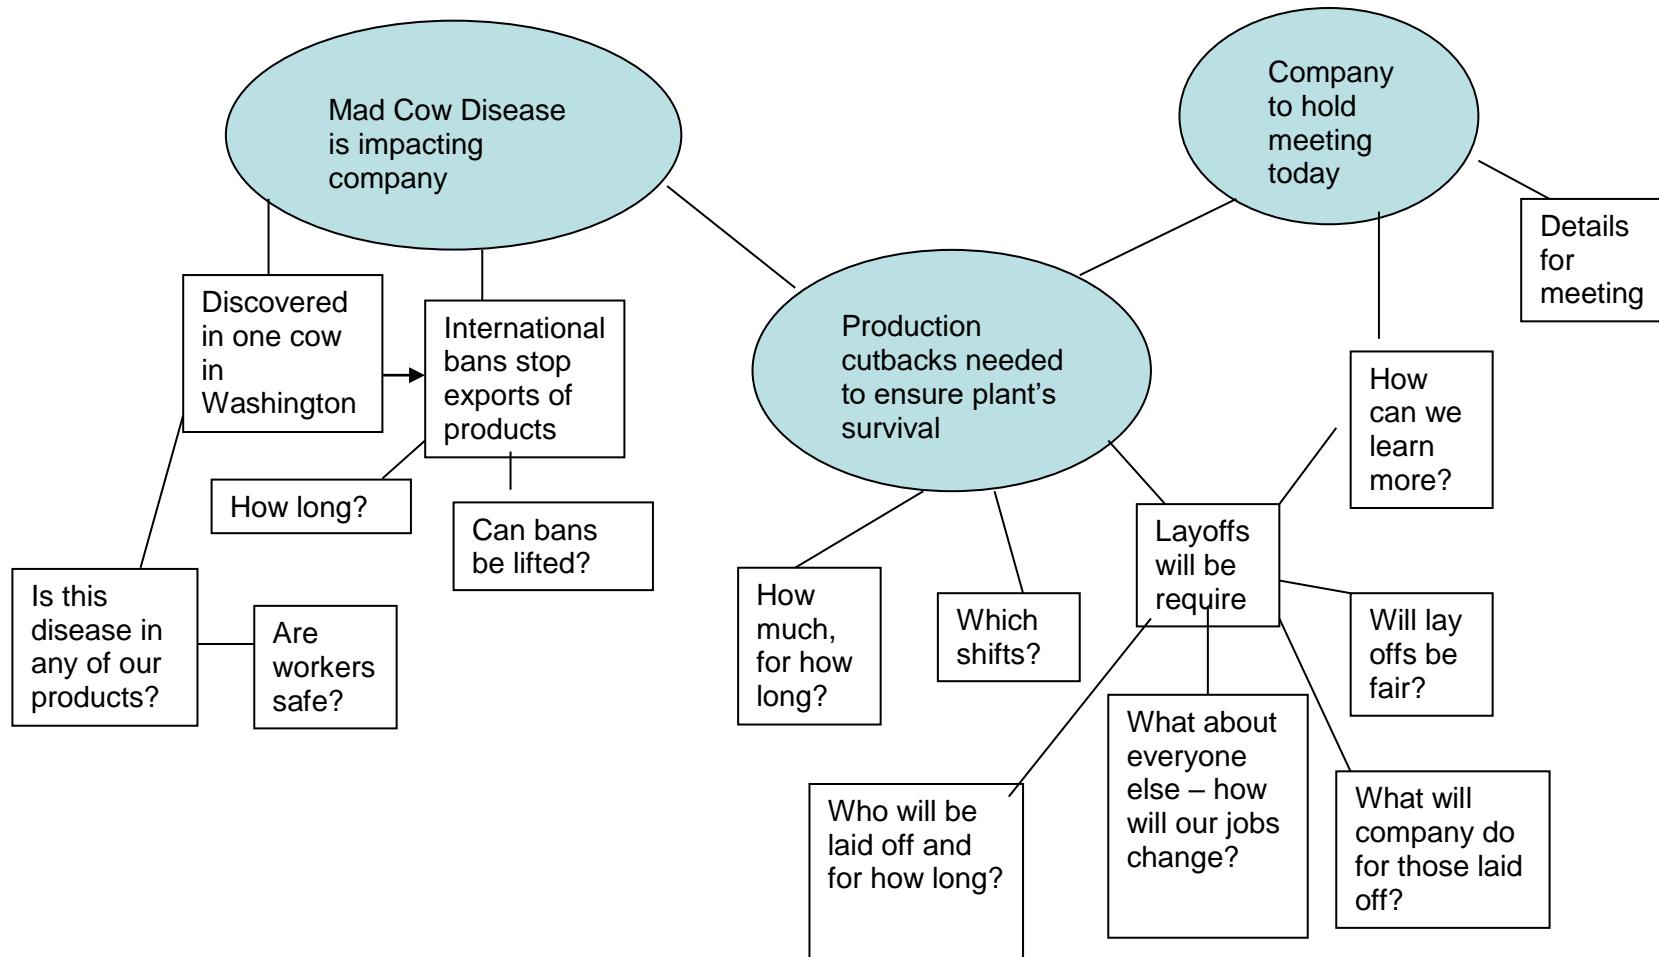 Mad Cow Disease
is impacting
company
Company
to hold
meeting
today
Details
for
meeting
Discovered
in one cow
in
Washington
International
bans stop
exports of
products
Production
cutbacks needed
to ensure plant’s
survival
How
can we
learn
more?
How long?
Can bans
be lifted?
Layoffs
will be
require
Is this
disease in
any of our
products?
Are
workers
safe?
How
much,
for how
long?
Which
shifts?
Will lay
offs be
fair?
What about
everyone
else – how
will our jobs
change?
Who will be
laid off and
for how long?
What will
company do
for those laid
off?